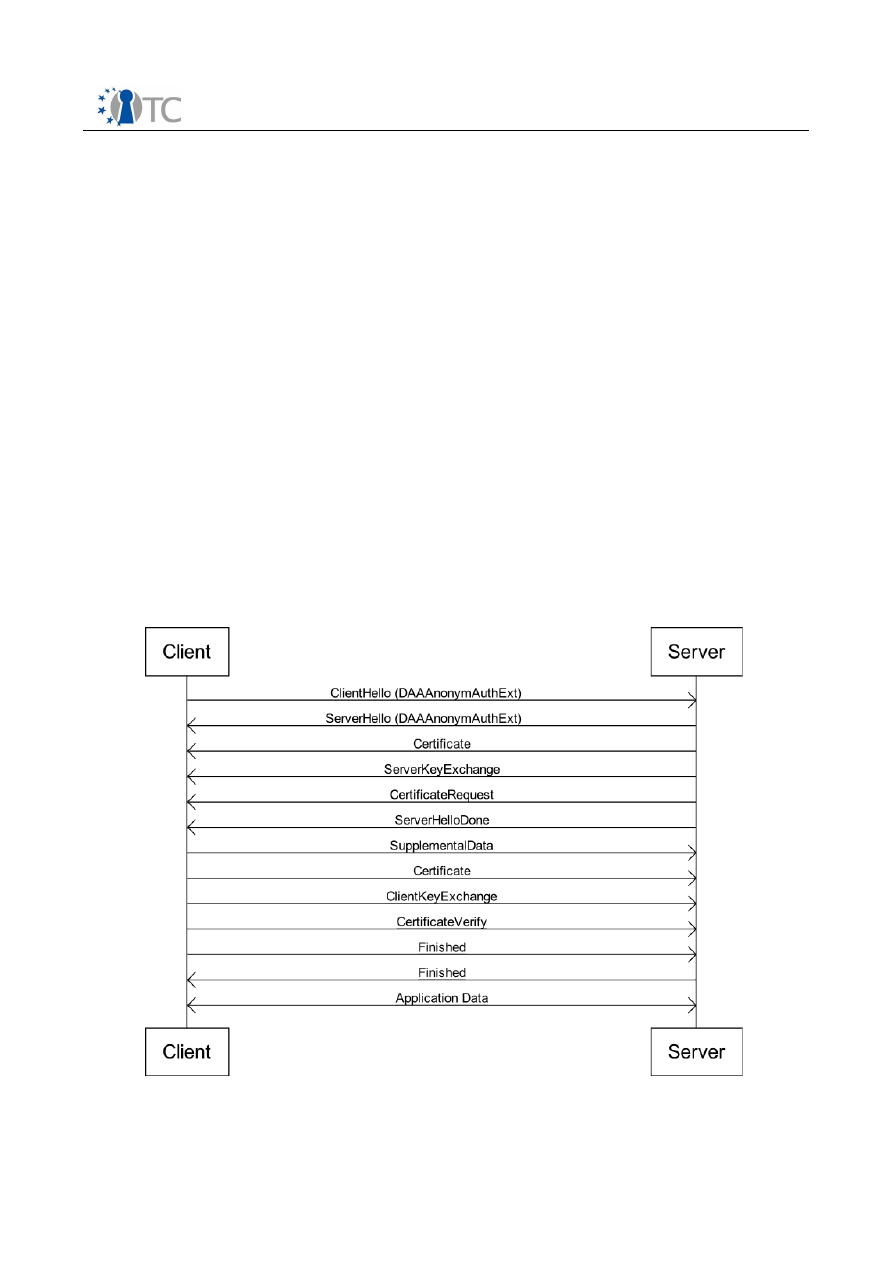 TC
Client Server
ClientHello (DAAAnonymAuthExt)
ServerHello (DAAAnonymAuthExt)
Certificate
ServerKeyExchange
CertificateRequest
ServerHelloDone
SupplementalData
Certificate
ClientKeyExchange
CertificateVerify
Finished
Finished
Application Data
Client Server